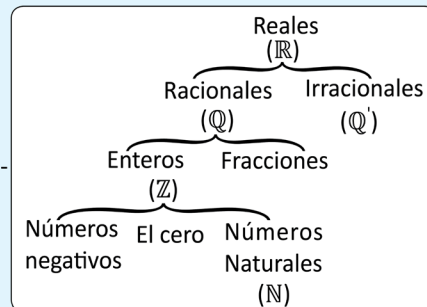 Reales
(ℝ)
Racionales Irracionales
(ℚ) (ℚ')
Enteros Fracciones
(ℤ)
Números negativos
El cero
Números Naturales
(ℕ)